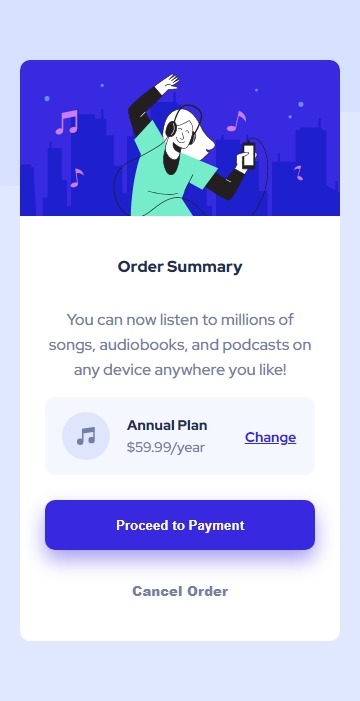 Order Summary
You can now listen to millions of
songs, audiobooks, and podcasts on
any device anywhere you like!
Annual Plan
$59.99/year
Change
Proceed to Payment
Cancel Order